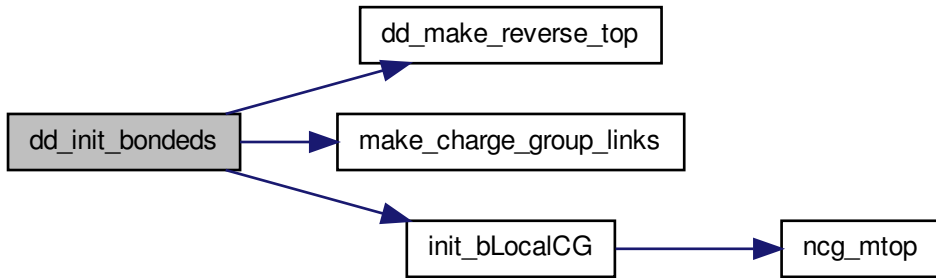 dd_make_reverse_top
dd_init_bondeds
make_charge_group_links
init_bLocalCG
ncg_mtop